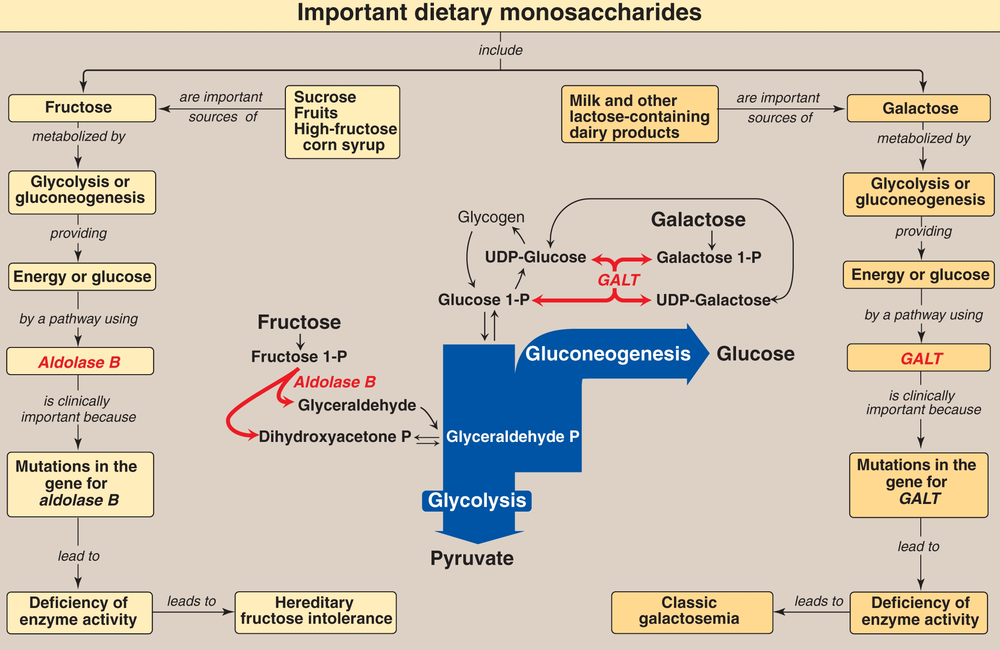 Important dietary monosaccharides
include
Fructose
are important
sources of
Sucrose
Fruits
High-fructose
corn syrup
metabolized by
Glycolysis or
gluconeogenesis
providing
Energy or glucose
by a pathway using
Aldolase B
is clinically
important because
Mutations in the
gene for
aldolase B
lead to
Deficiency of
enzyme activity
leads to
Hereditary
fructose intolerance
Milk and other
lactose-containing
dairy products
are important
sources of
Galactose
metabolized by
Glycolysis or
gluconeogenesis
providing
Energy or glucose
by a pathway using
GALT
is clinically
important because
Mutations in the
gene for
GALT
lead to
Deficiency of
enzyme activity
leads to
Classic
galactosemia
Glycogen
Galactose
UDP-Glucose
Galactose 1-P
GALT
Glucose 1-P
UDP-Galactose
Fructose
Fructose 1-P
Aldolase B
Glyceraldehyde
Dihydroxyacetone P
Glyceraldehyde P
Gluconeogenesis
Glucose
Glycolysis
Pyruvate